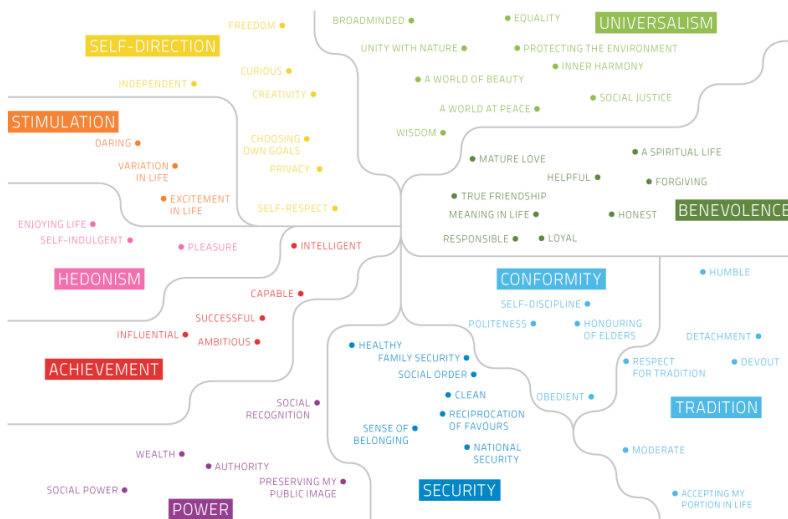 SELF-DIRECTION
FREEDOM
INDEPENDENT
CURIOUS
CREATIVITY
CHOOSING
OWN GOALS
PRIVACY
SELF-RESPECT
UNIVERSALISM
BROADMINDED
EQUALITY
UNITY WITH NATURE
PROTECTING THE ENVIRONMENT
INNER HARMONY
A WORLD OF BEAUTY
SOCIAL JUSTICE
A WORLD AT PEACE
WISDOM
STIMULATION
DARING
VARIATION
IN LIFE
EXCITEMENT
IN LIFE
MATURE LOVE
A SPIRITUAL LIFE
HELPFUL
FORGIVING
TRUE FRIENDSHIP
MEANING IN LIFE
HONEST
BENEVOLENCE
RESPONSIBLE
LOYAL
ENJOYING LIFE
SELF-INDULGENT
PLEASURE
HEDONISM
INTELLIGENT
CAPABLE
SUCCESSFUL
INFLUENTIAL
AMBITIOUS
ACHIEVEMENT
CONFORMITY
SELF-DISCIPLINE
POLITENESS
HONOURING
OF ELDERS
OBEDIENT
HUMBLE
DETACHMENT
RESPECT
FOR TRADITION
DEVOUT
TRADITION
MODERATE
ACCEPTING MY
PORTION IN LIFE
HEALTHY
FAMILY SECURITY
SOCIAL ORDER
CLEAN
RECIPROCATION
OF FAVOURS
SENSE OF
BELONGING
NATIONAL
SECURITY
SECURITY
SOCIAL
RECOGNITION
WEALTH
AUTHORITY
PRESERVING MY
PUBLIC IMAGE
SOCIAL POWER
POWER